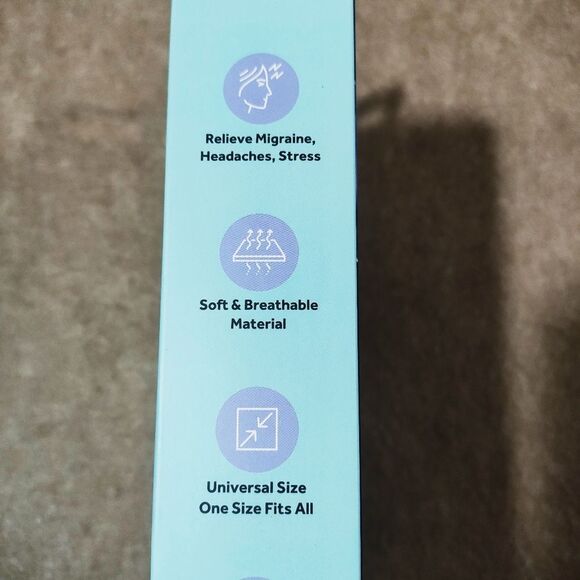 Relieve Migraine,
Headaches, Stress
Soft & Breathable
Material
Universal Size
One Size Fits All